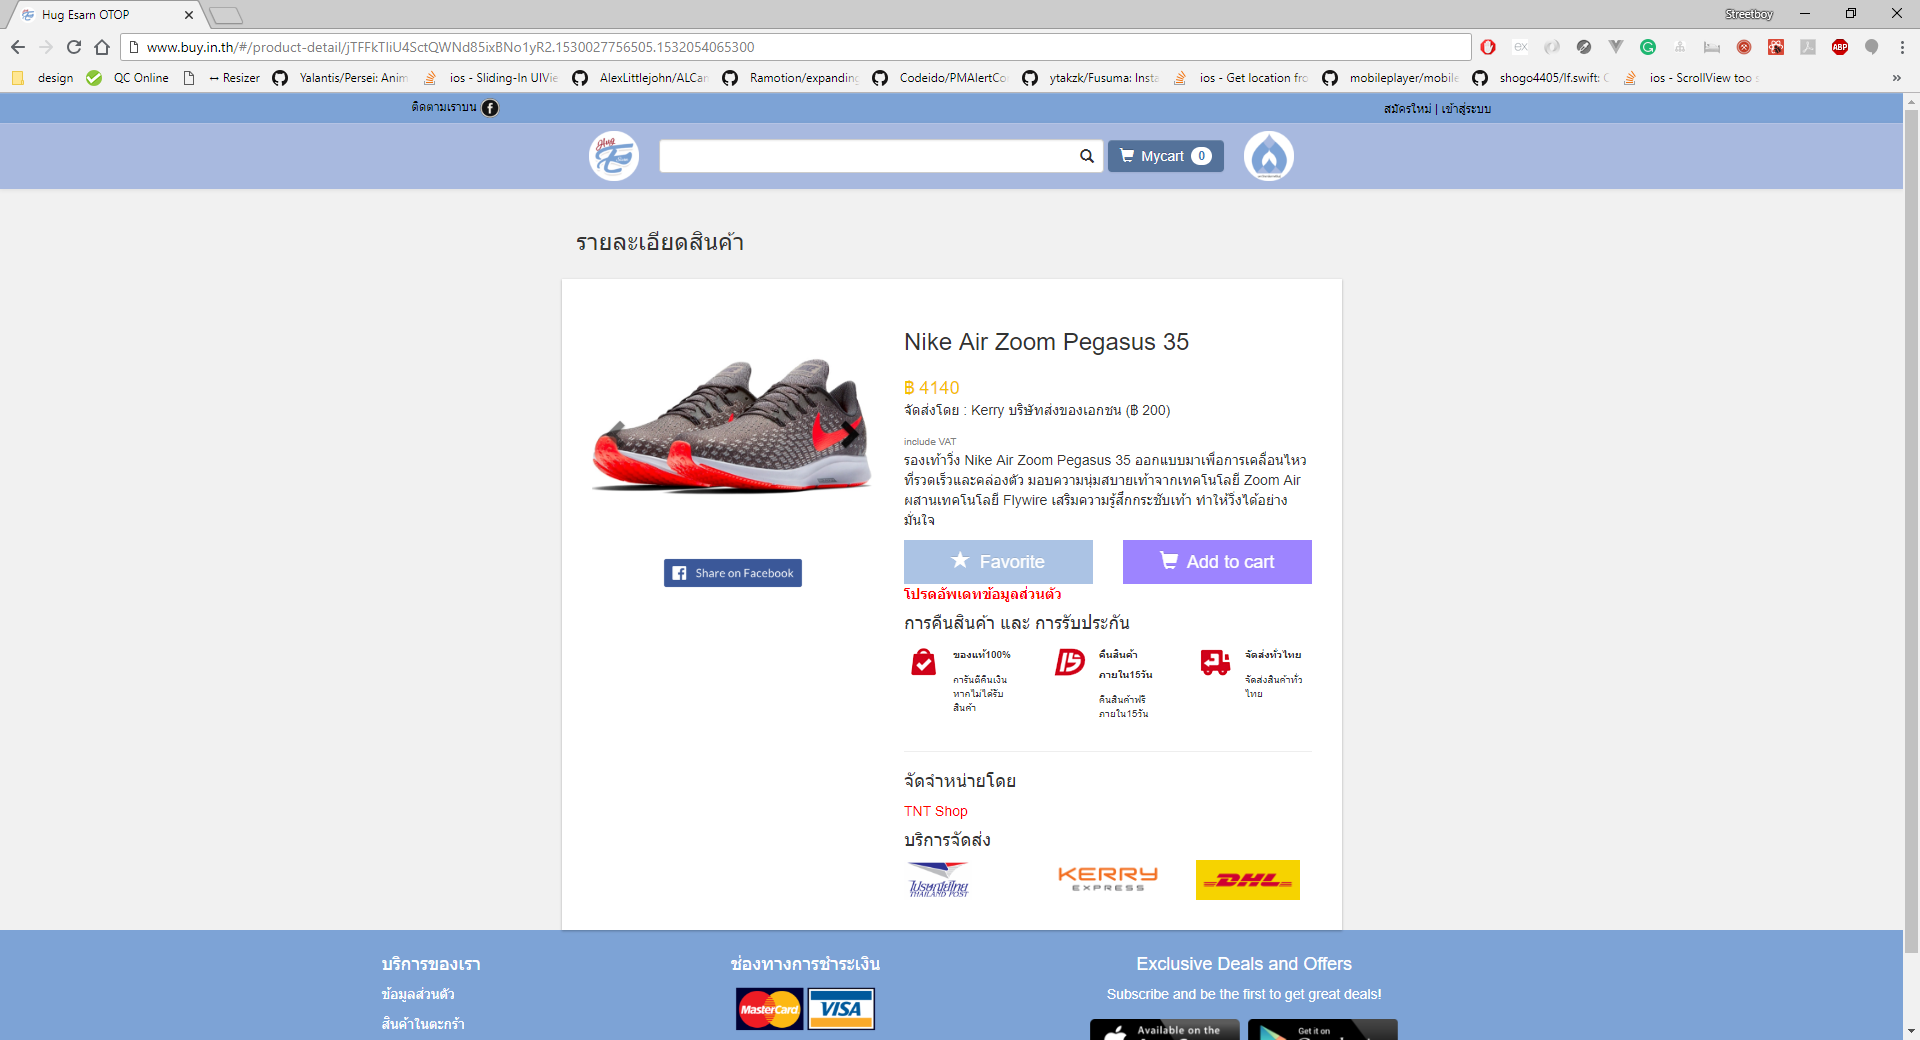 Hug Esarn OTOP
Streetboy
www.buy.in.th/#/product-detail/jTFFkTliU4SctQWNd85ixBNo1yR2.1530027756505.1532054065300
design
QC Online
↔ Resizer
Yalantis/Persei: Anim
ios - Sliding-In UIVie
AlexLittlejohn/ALCan
Ramotion/expanding
Codeido/PMAlertCo
ytakzk/Fusuma: Insta
ios - Get location fro
mobileplayer/mobile
shogo4405/lf.swift: C
ios - ScrollView too s
ติดตามเราบน
สมัครใหม่ | เข้าสู่ระบบ
Mycart 0
รายละเอียดสินค้า
Nike Air Zoom Pegasus 35
฿ 4140
จัดส่งโดย : Kerry บริษัทส่งของเอกชน (฿ 200)
include VAT
รองเท้าวิ่ง Nike Air Zoom Pegasus 35 ออกแบบมาเพื่อการเคลื่อนไหว
ที่รวดเร็วและคล่องตัว มอบความนุ่มสบายเท้าจากเทคโนโลยี Zoom Air
ผสานเทคโนโลยี Flywire เสริมความรู้สึกกระชับเท้า ทำให้วิ่งได้อย่าง
มั่นใจ
Share on Facebook
Favorite
Add to cart
โปรดอัพเดทข้อมูลส่วนตัว
การคืนสินค้า และ การรับประกัน
ของแท้100%
การันตีคืนเงิน
หากไม่ได้รับ
สินค้า
คืนสินค้า
ภายใน15วัน
คืนสินค้าฟรี
ภายใน15วัน
จัดส่งทั่วไทย
จัดส่งสินค้าทั่ว
ไทย
จัดจำหน่ายโดย
TNT Shop
บริการจัดส่ง
ไปรษณีย์ไทย
THAILAND POST
KERRY
EXPRESS
DHL
บริการของเรา
ข้อมูลส่วนตัว
สินค้าในตะกร้า
ช่องทางการชำระเงิน
MasterCard
VISA
Exclusive Deals and Offers
Subscribe and be the first to get great deals!
Available on the
Get it on